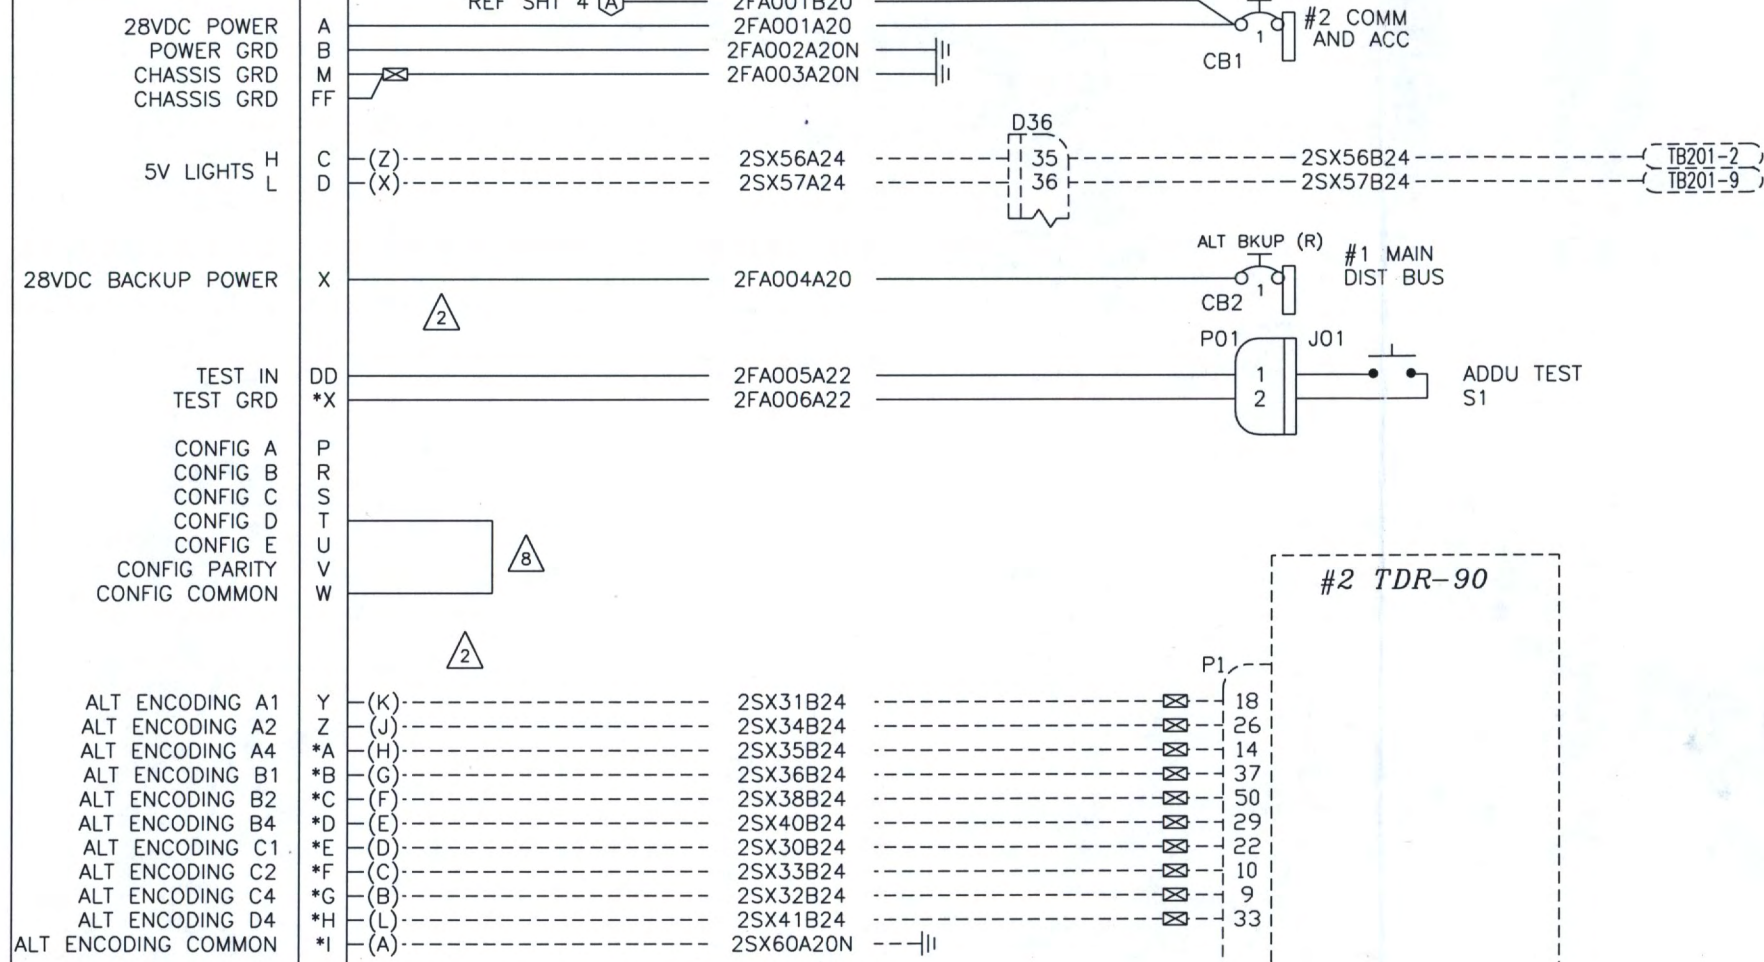 REF SHT 4 A 2FA001B20
28VDC POWER A 2FA001A20 1 #2 COMM
AND ACC
POWER GRD B 2FA002A20N
CB1
CHASSIS GRD M 2FA003A20N
CHASSIS GRD FF
D36
5V LIGHTS
H C (Z) 2SX56A24 35 2SX56B24 TB201-2
L D (X) 2SX57A24 36 2SX57B24 TB201-9
ALT BKUP (R) #1 MAIN
DIST BUS
28VDC BACKUP POWER X 2FA004A20 1
CB2
2
P01 J01
TEST IN DD 2FA005A22 1 ADDU TEST
TEST GRD *X 2FA006A22 2 S1
CONFIG A P
CONFIG B R
CONFIG C S
CONFIG D T
CONFIG E U
8
CONFIG PARITY V
CONFIG COMMON W
#2 TDR-90
2
P1
ALT ENCODING A1 Y (K) 2SX31B24 18
ALT ENCODING A2 Z (J) 2SX34B24 26
ALT ENCODING A4 *A (H) 2SX35B24 14
ALT ENCODING B1 *B (G) 2SX36B24 37
ALT ENCODING B2 *C (F) 2SX38B24 50
ALT ENCODING B4 *D (E) 2SX40B24 29
ALT ENCODING C1 *E (D) 2SX30B24 22
ALT ENCODING C2 *F (C) 2SX33B24 10
ALT ENCODING C4 *G (B) 2SX32B24 9
ALT ENCODING D4 *H (L) 2SX41B24 33
ALT ENCODING COMMON *I (A) 2SX60A20N